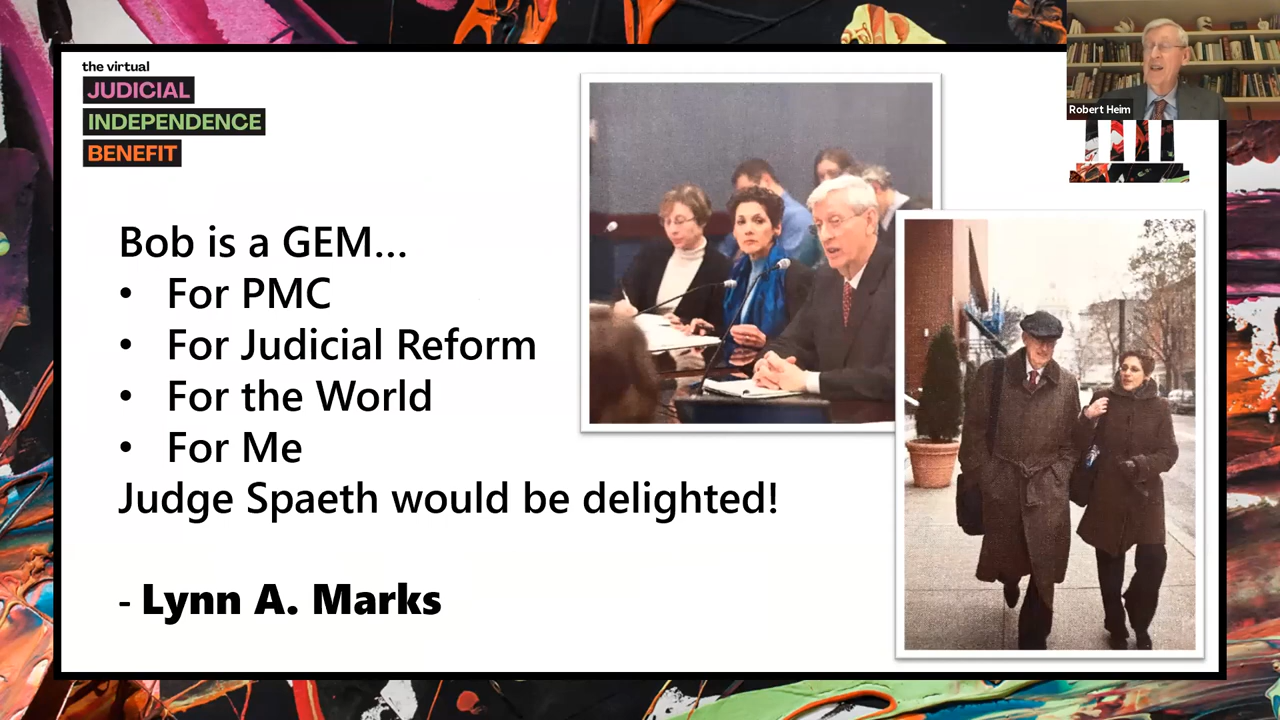 the virtual
JUDICIAL
INDEPENDENCE
BENEFIT
Robert Heim
Bob is a GEM...
• For PMC
• For Judicial Reform
• For the World
• For Me
Judge Spaeth would be delighted!
- Lynn A. Marks